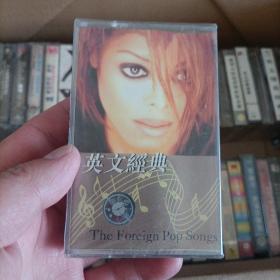 英文經典
The Foreign Pop Songs